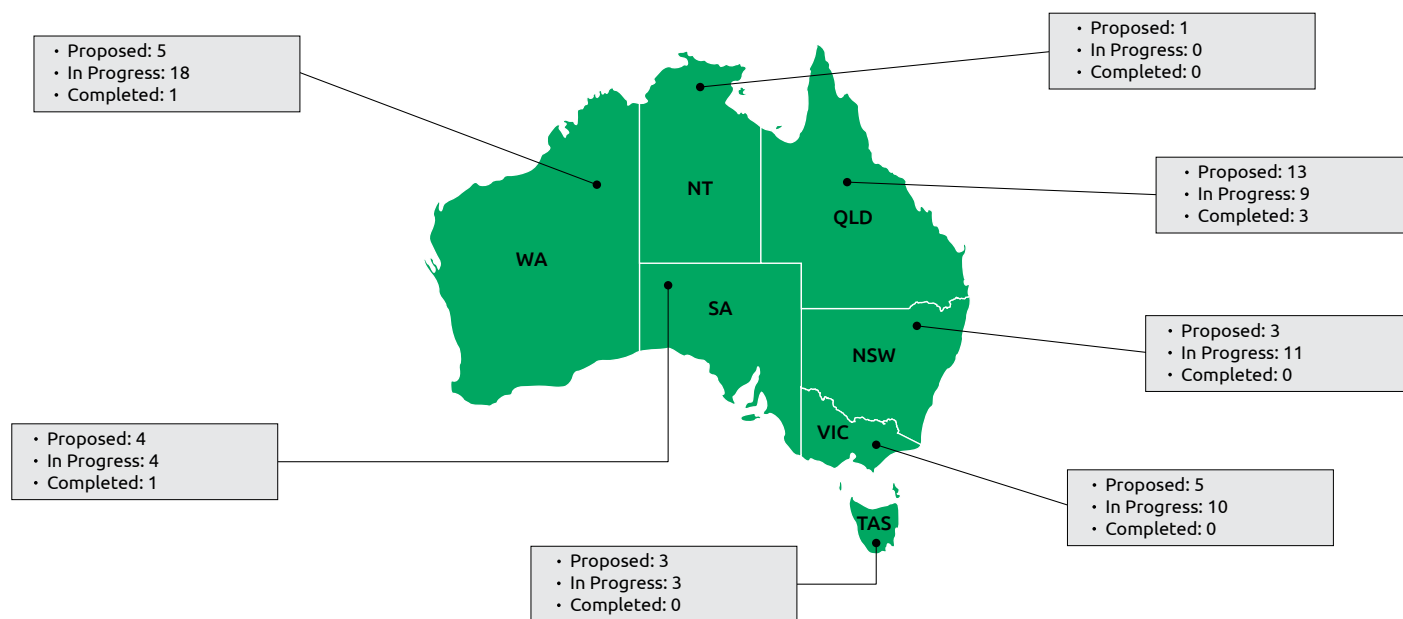 • Proposed: 5
• In Progress: 18
• Completed: 1
• Proposed: 1
• In Progress: 0
• Completed: 0
• Proposed: 13
• In Progress: 9
• Completed: 3
NT
QLD
WA
SA
NSW
VIC
TAS
• Proposed: 3
• In Progress: 11
• Completed: 0
• Proposed: 4
• In Progress: 4
• Completed: 1
• Proposed: 5
• In Progress: 10
• Completed: 0
• Proposed: 3
• In Progress: 3
• Completed: 0